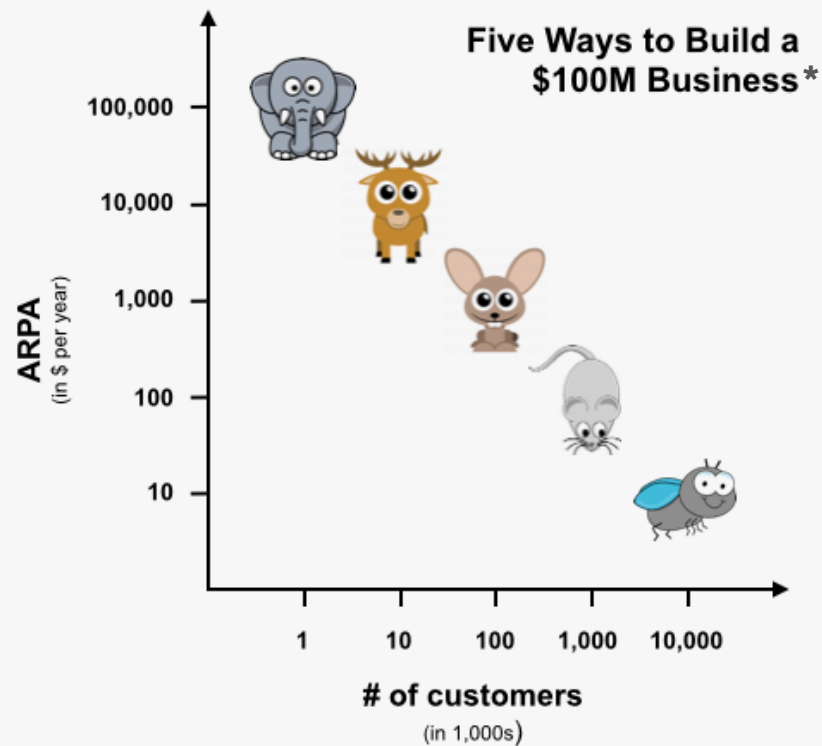 Five Ways to Build a
$100M Business*
100,000
10,000
1,000
100
10
ARPA
(in $ per year)
1
10
100
1,000
10,000
# of customers
(in 1,000s)